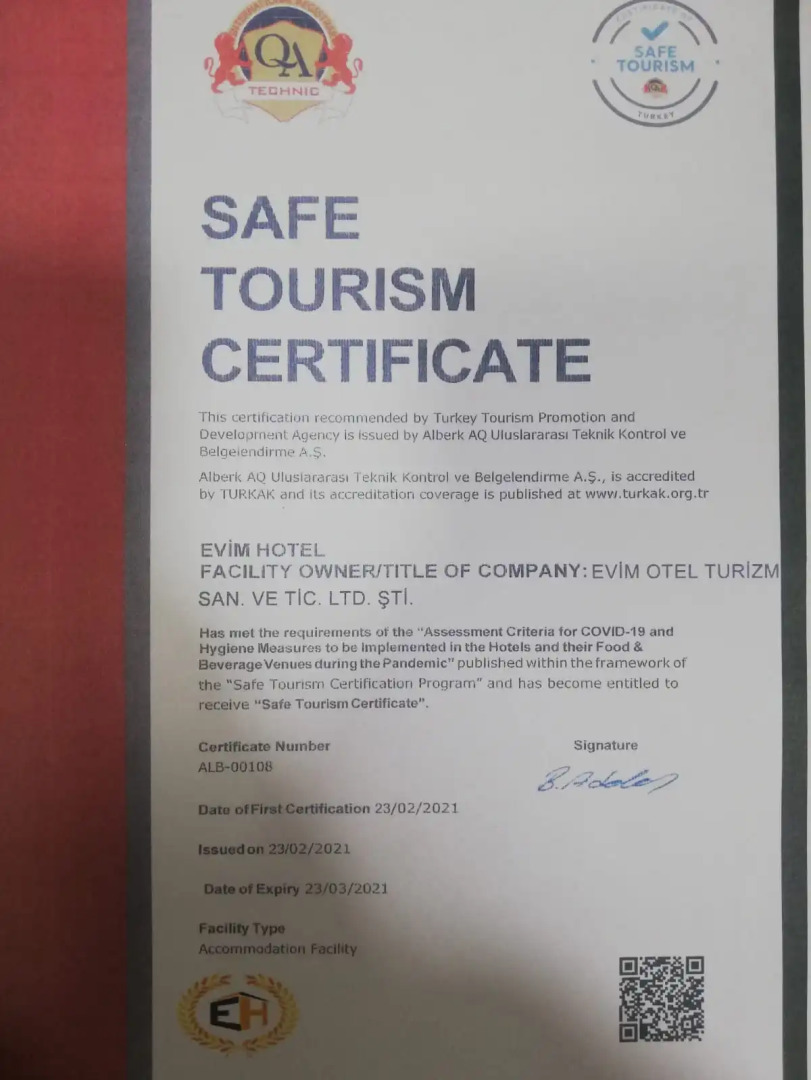 INTERNATIONAL REGISTRAR
QA
TECHNIC
CERTIFICATE OF
SAFE
TOURISM
TURKEY
SAFE
TOURISM
CERTIFICATE
This certification recommended by Turkey Tourism Promotion and
Development Agency is issued by Alberk AQ Uluslararası Teknik Kontrol ve
Belgelendirme A.Ş.
Alberk AQ Uluslararası Teknik Kontrol ve Belgelendirme A.Ş., is accredited
by TURKAK and its accreditation coverage is published at www.turkak.org.tr
EVİM HOTEL
FACILITY OWNER/TITLE OF COMPANY: EVİM OTEL TURİZM
SAN. VE TİC. LTD. ŞTİ.
Has met the requirements of the "Assessment Criteria for COVID-19 and
Hygiene Measures to be Implemented in the Hotels and their Food &
Beverage Venues during the Pandemic" published within the framework of
the "Safe Tourism Certification Program" and has become entitled to
receive "Safe Tourism Certificate".
Certificate Number
ALB-00108
Signature
Date of First Certification 23/02/2021
Issued on 23/02/2021
Date of Expiry 23/03/2021
Facility Type
Accommodation Facility
EH